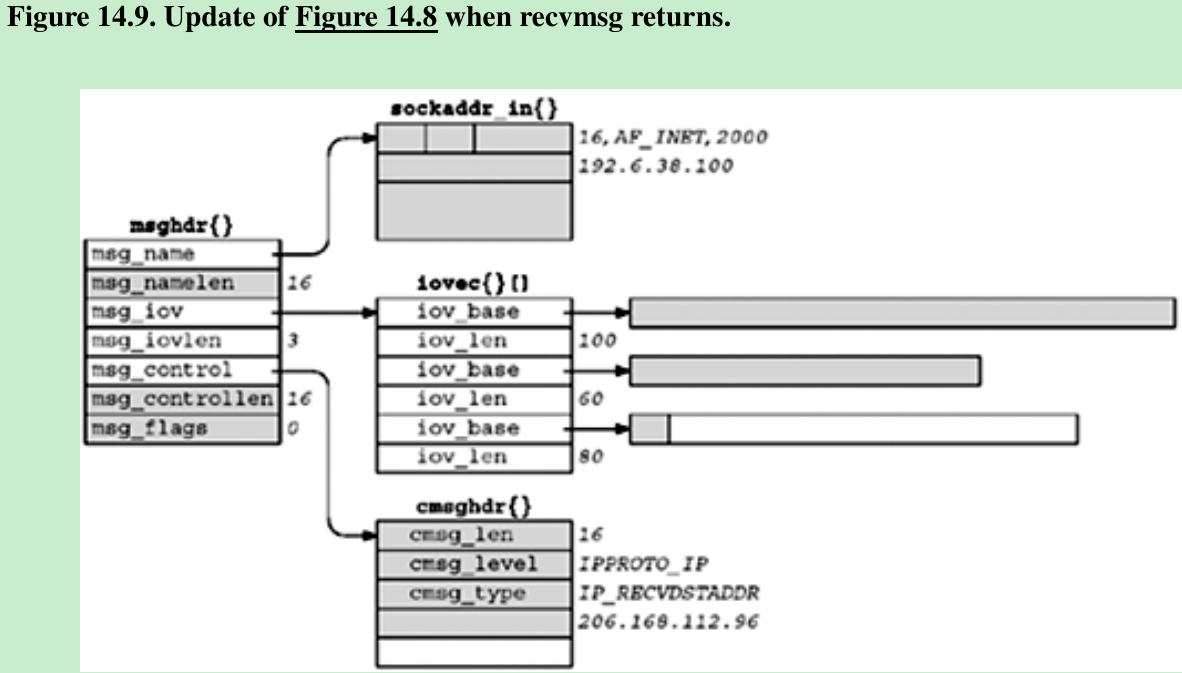 Figure 14.9. Update of Figure 14.8 when recvmsg returns.
sockaddr_in{}
16,AF_INET,2000
192.6.38.100
msghdr{}
msg_name
msg_namelen 16
msg_iov
msg_iovlen 3
msg_control
msg_controllen 16
msg_flags 0
iovec{}[]
iov_base
iov_len 100
iov_base
iov_len 60
iov_base
iov_len 80
cmsghdr{}
cmsg_len 16
cmsg_level IPPROTO_IP
cmsg_type IP_RECVDSTADDR
206.168.112.96